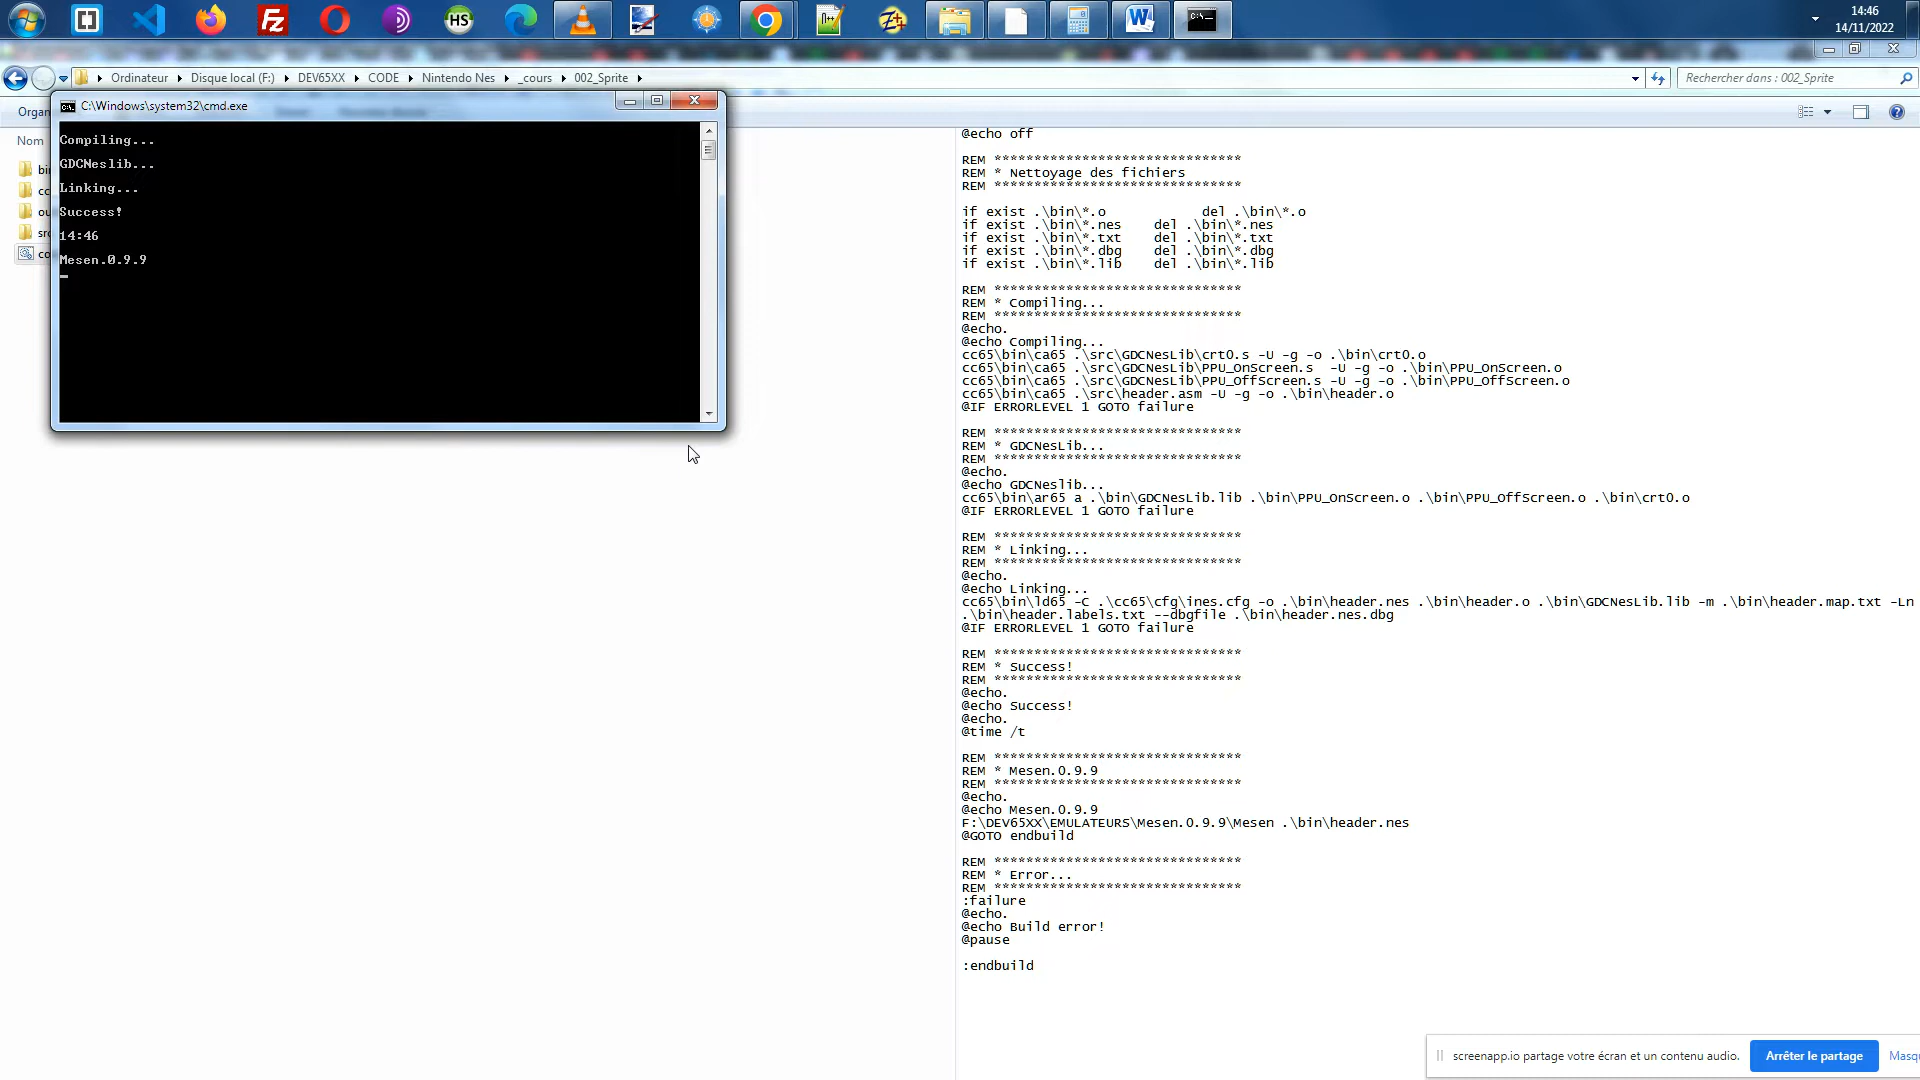 14:46
14/11/2022
Ordinateur
Disque local (F:)
DEV65XX
CODE
Nintendo Nes
_cours
002_Sprite
Rechercher dans : 002_Sprite
Organ
C:\Windows\system32\cmd.exe
Nom
Compiling...
GDCNeslib...
Linking...
Success!
14:46
Mesen.0.9.9
@echo off
REM *******************************
REM * Nettoyage des fichiers
REM *******************************
if exist .\bin\*.o del .\bin\*.o
if exist .\bin\*.nes del .\bin\*.nes
if exist .\bin\*.txt del .\bin\*.txt
if exist .\bin\*.dbg del .\bin\*.dbg
if exist .\bin\*.lib del .\bin\*.lib
REM *******************************
REM * Compiling...
REM *******************************
@echo.
@echo Compiling...
cc65\bin\ca65 .\src\GDCNesLib\crt0.s -U -g -o .\bin\crt0.o
cc65\bin\ca65 .\src\GDCNesLib\PPU_OnScreen.s -U -g -o .\bin\PPU_OnScreen.o
cc65\bin\ca65 .\src\GDCNesLib\PPU_OffScreen.s -U -g -o .\bin\PPU_OffScreen.o
cc65\bin\ca65 .\src\header.asm -U -g -o .\bin\header.o
@IF ERRORLEVEL 1 GOTO failure
REM *******************************
REM * GDCNesLib...
REM *******************************
@echo.
@echo GDCNeslib...
cc65\bin\ar65 a .\bin\GDCNesLib.lib .\bin\PPU_OnScreen.o .\bin\PPU_OffScreen.o .\bin\crt0.o
@IF ERRORLEVEL 1 GOTO failure
REM *******************************
REM * Linking...
REM *******************************
@echo.
@echo Linking...
cc65\bin\ld65 -C .\cc65\cfg\ines.cfg -o .\bin\header.nes .\bin\header.o .\bin\GDCNesLib.lib -m .\bin\header.map.txt -Ln
.\bin\header.labels.txt --dbgfile .\bin\header.nes.dbg
@IF ERRORLEVEL 1 GOTO failure
REM *******************************
REM * Success!
REM *******************************
@echo.
@echo Success!
@echo.
@time /t
REM *******************************
REM * Mesen.0.9.9
REM *******************************
@echo.
@echo Mesen.0.9.9
F:\DEV65XX\EMULATEURS\Mesen.0.9.9\Mesen .\bin\header.nes
@GOTO endbuild
REM *******************************
REM * Error...
REM *******************************
:failure
@echo.
@echo Build error!
@pause
:endbuild
screenapp.io partage votre écran et un contenu audio.
Arrêter le partage
Masqu